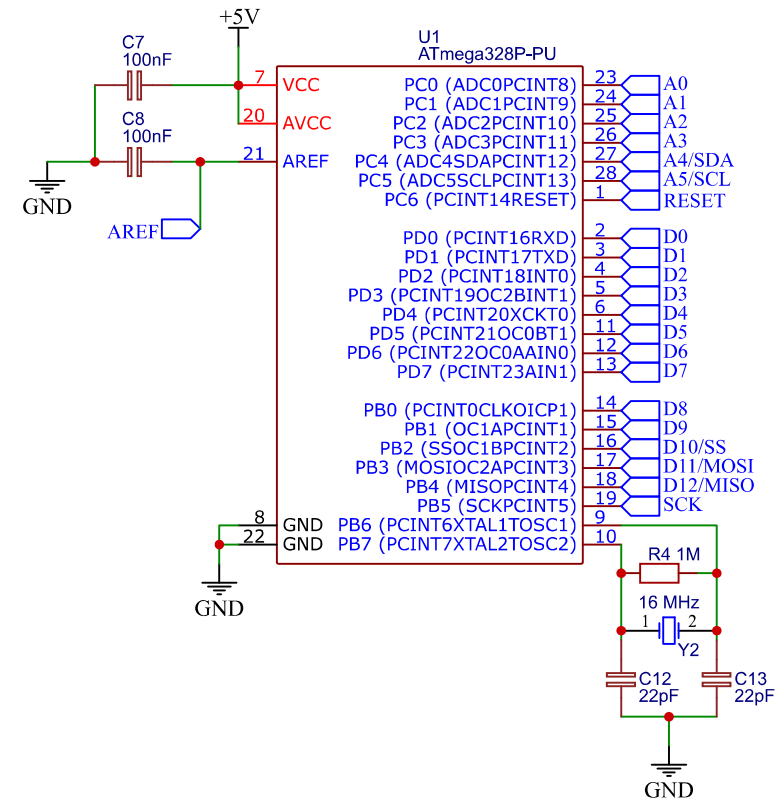 +5V
C7
100nF
C8
100nF
GND
AREF
U1
ATmega328P-PU
7 VCC
20 AVCC
21 AREF
8 GND
22 GND
GND
PC0 (ADC0PCINT8) 23 A0
PC1 (ADC1PCINT9) 24 A1
PC2 (ADC2PCINT10) 25 A2
PC3 (ADC3PCINT11) 26 A3
PC4 (ADC4SDAPCINT12) 27 A4/SDA
PC5 (ADC5SCLPCINT13) 28 A5/SCL
PC6 (PCINT14RESET) 1 RESET
PD0 (PCINT16RXD) 2 D0
PD1 (PCINT17TXD) 3 D1
PD2 (PCINT18INT0) 4 D2
PD3 (PCINT19OC2BINT1) 5 D3
PD4 (PCINT20XCKT0) 6 D4
PD5 (PCINT21OC0BT1) 11 D5
PD6 (PCINT22OC0AAIN0) 12 D6
PD7 (PCINT23AIN1) 13 D7
PB0 (PCINT0CLKOICP1) 14 D8
PB1 (OC1APCINT1) 15 D9
PB2 (SSOC1BPCINT2) 16 D10/SS
PB3 (MOSIOC2APCINT3) 17 D11/MOSI
PB4 (MISOPCINT4) 18 D12/MISO
PB5 (SCKPCINT5) 19 SCK
PB6 (PCINT6XTAL1TOSC1) 9
PB7 (PCINT7XTAL2TOSC2) 10
R4 1M
16 MHz
1 2
Y2
C12
22pF
C13
22pF
GND